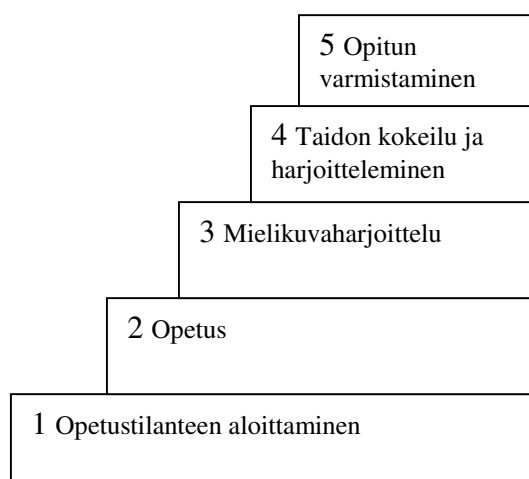 5 Opitun
varmistaminen
4 Taidon kokeilu ja
harjoitteleminen
3 Mielikuvaharjoittelu
2 Opetus
1 Opetustilanteen aloittaminen